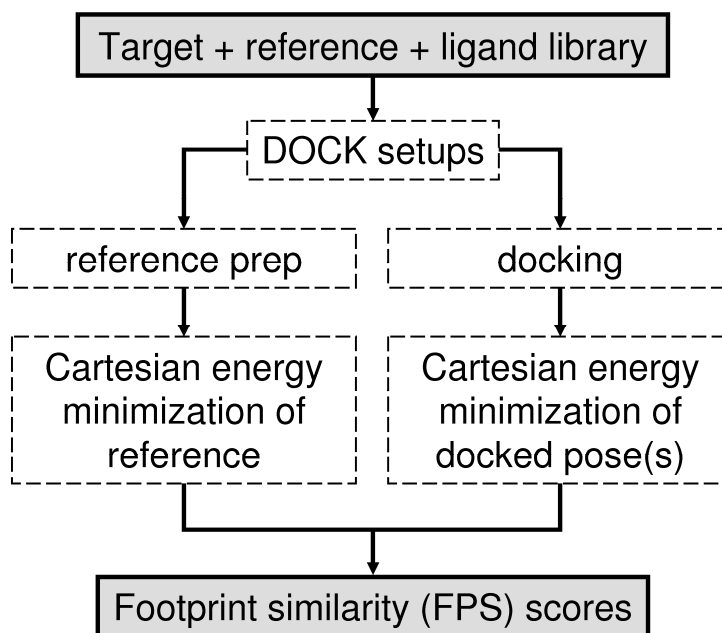 Target + reference + ligand library
DOCK setups
reference prep
docking
Cartesian energy
minimization of
reference
Cartesian energy
minimization of
docked pose(s)
Footprint similarity (FPS) scores